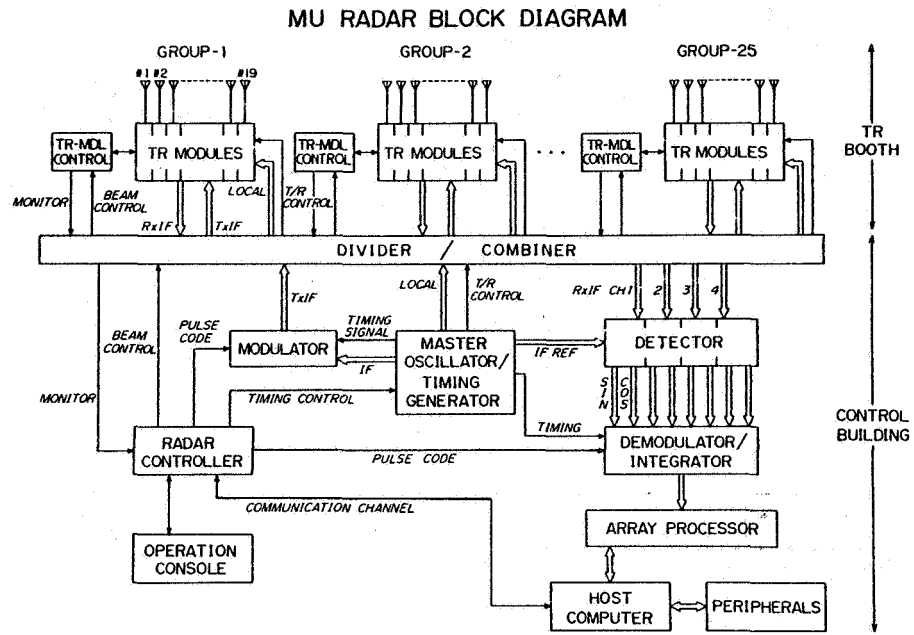 MU RADAR BLOCK DIAGRAM
GROUP-1
GROUP-2
GROUP-25
#1 #2 #19
TR-MDL
CONTROL
TR MODULES
TR-MDL
CONTROL
TR MODULES
...
TR-MDL
CONTROL
TR MODULES
TR
BOOTH
MONITOR
BEAM
CONTROL
RxIF
TxIF
LOCAL
T/R
CONTROL
DIVIDER / COMBINER
TxIF
LOCAL
T/R
CONTROL
RxIF CH1 2 3 4
BEAM
CONTROL
PULSE
CODE
MODULATOR
TIMING
SIGNAL
IF
MASTER
OSCILLATOR/
TIMING
GENERATOR
IF REF
DETECTOR
MONITOR
TIMING CONTROL
SIN
COS
TIMING
CONTROL
BUILDING
RADAR
CONTROLLER
PULSE CODE
DEMODULATOR/
INTEGRATOR
COMMUNICATION CHANNEL
ARRAY PROCESSOR
OPERATION
CONSOLE
HOST
COMPUTER
PERIPHERALS